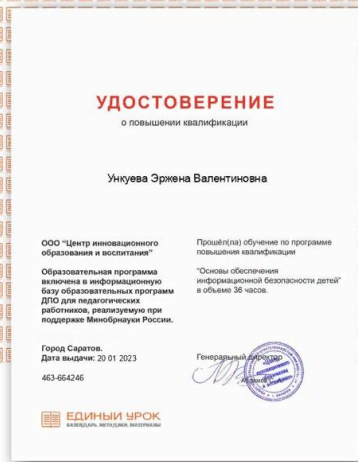 УДОСТОВЕРЕНИЕ
о повышении квалификации
Ункуева Эржена Валентиновна
ООО "Центр инновационного
образования и воспитания"
Образовательная программа
включена в информационную
базу образовательных программ
ДПО для педагогических
работников, реализуемую при
поддержке Минобрнауки России.
Город Саратов.
Дата выдачи: 20 01 2023
463-664246
Прошёл(ла) обучение по программе
повышения квалификации
"Основы обеспечения
информационной безопасности детей"
в объеме 36 часов.
Генеральный директор
ЕДИНЫЙ УРОК
КАЛЕНДАРЬ, МЕТОДИКИ, МАТЕРИАЛЫ